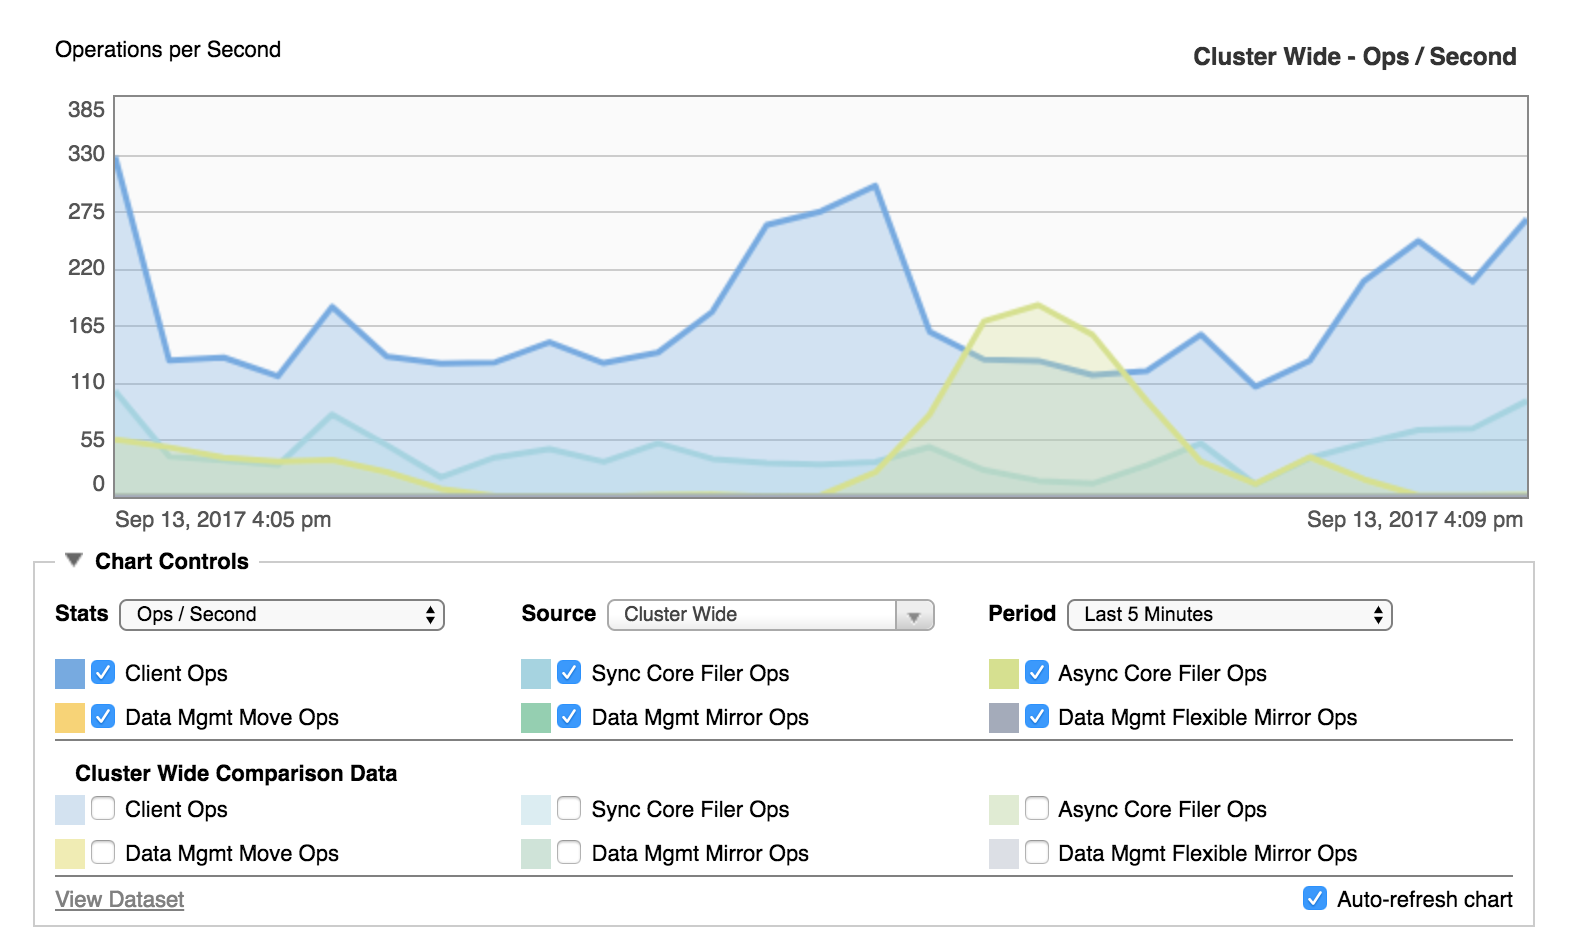 Operations per Second
Cluster Wide - Ops / Second
385
330
275
220
165
110
55
0
Sep 13, 2017 4:05 pm
Sep 13, 2017 4:09 pm
Chart Controls
Stats Ops / Second Source Cluster Wide Period Last 5 Minutes
Client Ops Sync Core Filer Ops Async Core Filer Ops
Data Mgmt Move Ops Data Mgmt Mirror Ops Data Mgmt Flexible Mirror Ops
Cluster Wide Comparison Data
Client Ops Sync Core Filer Ops Async Core Filer Ops
Data Mgmt Move Ops Data Mgmt Mirror Ops Data Mgmt Flexible Mirror Ops
View Dataset Auto-refresh chart